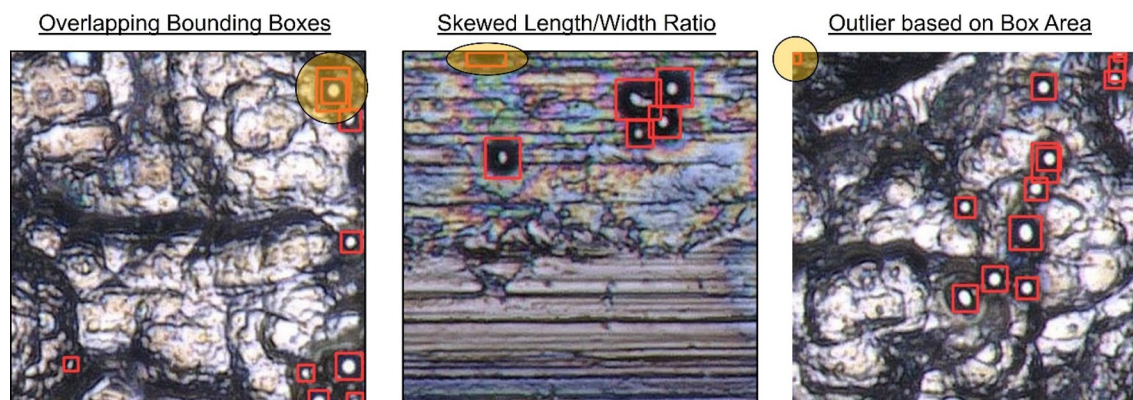 Overlapping Bounding Boxes
Skewed Length/Width Ratio
Outlier based on Box Area